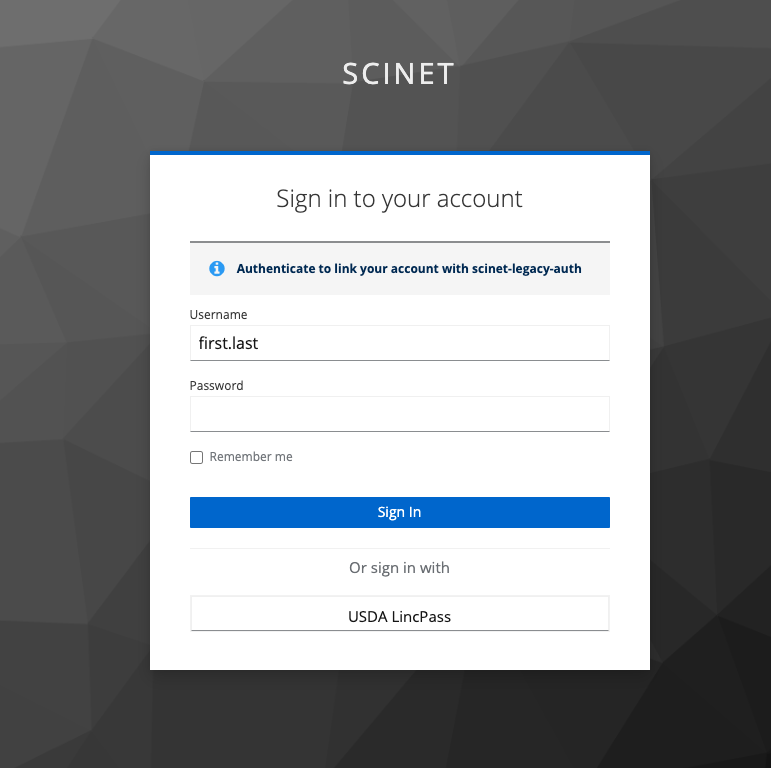 SCINET
Sign in to your account
Authenticate to link your account with scinet-legacy-auth
Username
first.last
Password
Remember me
Sign In
Or sign in with
USDA LincPass